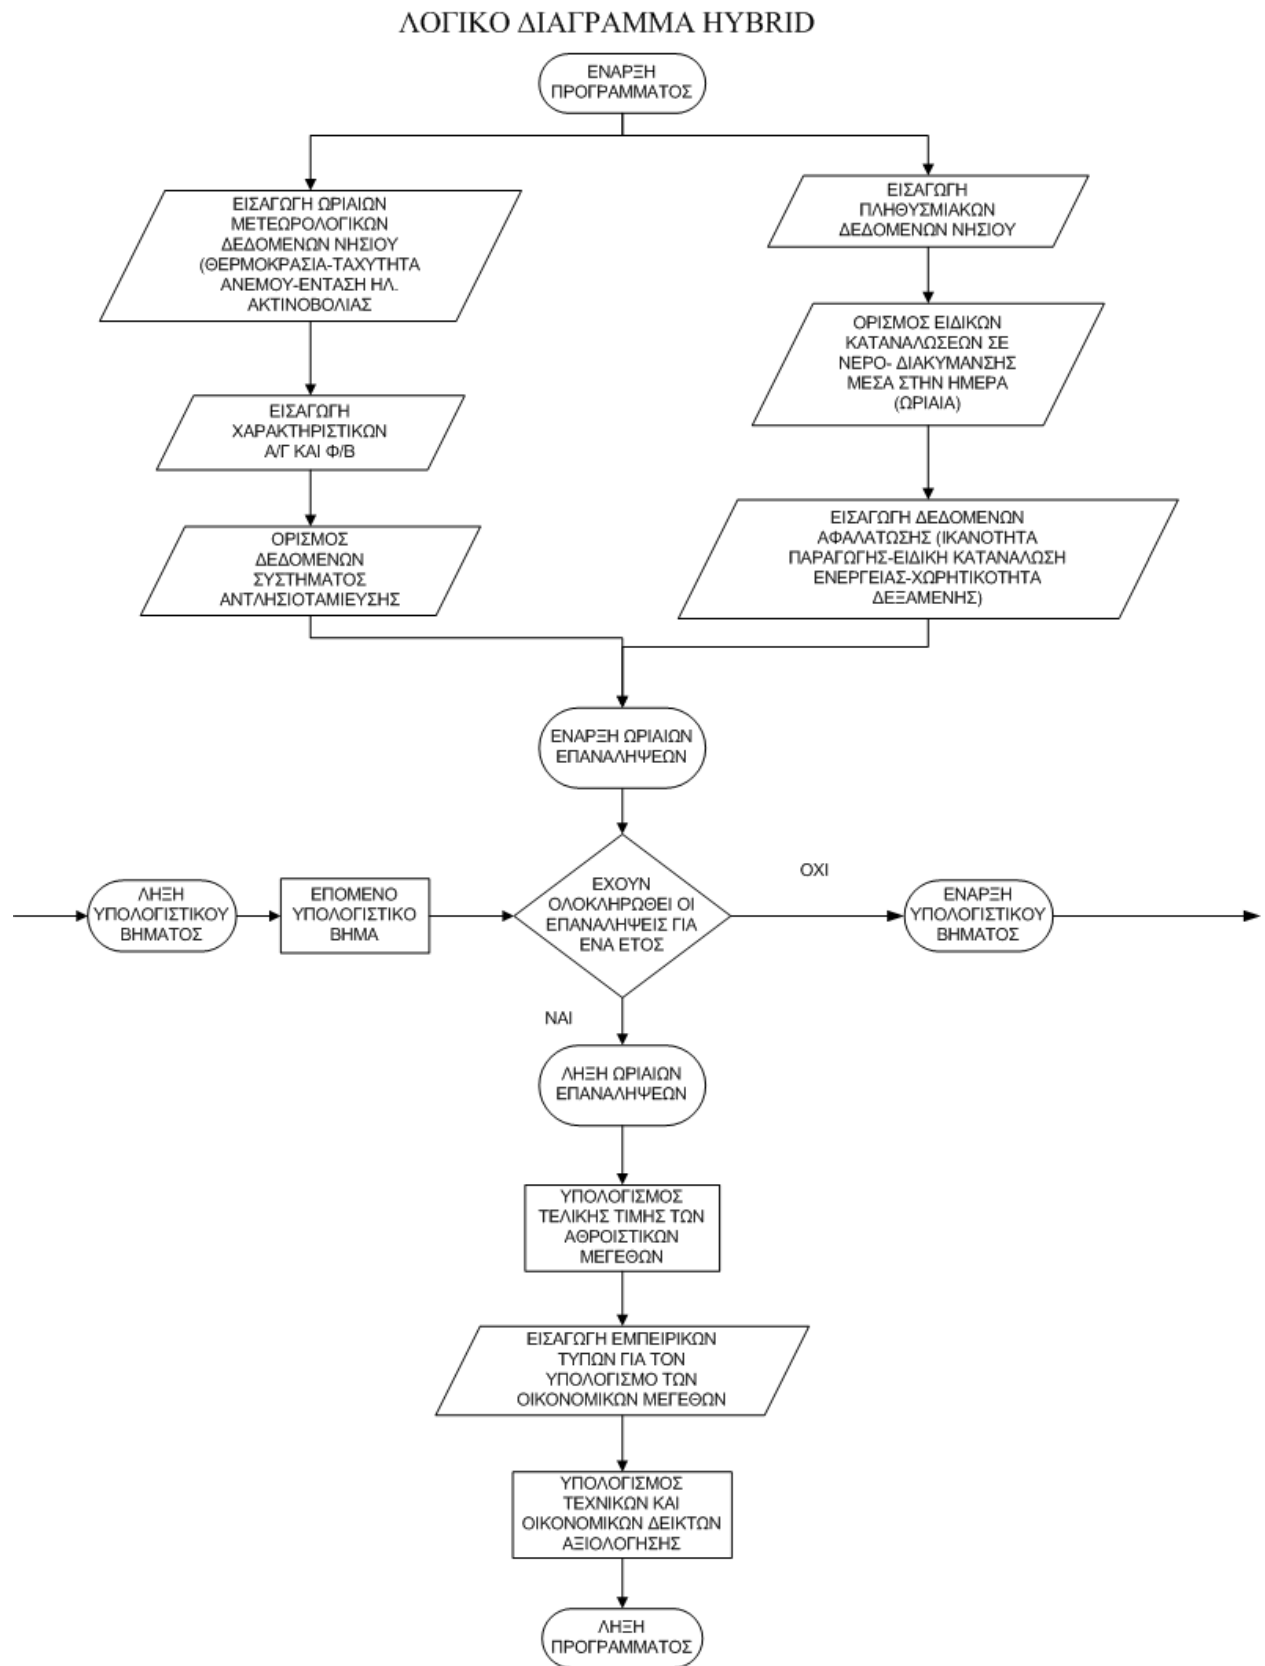 ΛΟΓΙΚΟ ΔΙΑΓΡΑΜΜΑ HYBRID
ΕΝΑΡΞΗ
ΠΡΟΓΡΑΜΜΑΤΟΣ
ΕΙΣΑΓΩΓΗ ΩΡΙΑΙΩΝ
ΜΕΤΕΩΡΟΛΟΓΙΚΩΝ
ΔΕΔΟΜΕΝΩΝ ΝΗΣΙΟΥ
(ΘΕΡΜΟΚΡΑΣΙΑ-ΤΑΧΥΤΗΤΑ
ΑΝΕΜΟΥ-ΕΝΤΑΣΗ ΗΛ.
ΑΚΤΙΝΟΒΟΛΙΑΣ
ΕΙΣΑΓΩΓΗ
ΧΑΡΑΚΤΗΡΙΣΤΙΚΩΝ
Α/Γ ΚΑΙ Φ/Β
ΟΡΙΣΜΟΣ
ΔΕΔΟΜΕΝΩΝ
ΣΥΣΤΗΜΑΤΟΣ
ΑΝΤΛΗΣΙΟΤΑΜΙΕΥΣΗΣ
ΕΙΣΑΓΩΓΗ
ΠΛΗΘΥΣΜΙΑΚΩΝ
ΔΕΔΟΜΕΝΩΝ ΝΗΣΙΟΥ
ΟΡΙΣΜΟΣ ΕΙΔΙΚΩΝ
ΚΑΤΑΝΑΛΩΣΕΩΝ ΣΕ
ΝΕΡΟ- ΔΙΑΚΥΜΑΝΣΗΣ
ΜΕΣΑ ΣΤΗΝ ΗΜΕΡΑ
(ΩΡΙΑΙΑ)
ΕΙΣΑΓΩΓΗ ΔΕΔΟΜΕΝΩΝ
ΑΦΑΛΑΤΩΣΗΣ (ΙΚΑΝΟΤΗΤΑ
ΠΑΡΑΓΩΓΗΣ-ΕΙΔΙΚΗ ΚΑΤΑΝΑΛΩΣΗ
ΕΝΕΡΓΕΙΑΣ-ΧΩΡΗΤΙΚΟΤΗΤΑ
ΔΕΞΑΜΕΝΗΣ)
ΕΝΑΡΞΗ ΩΡΙΑΙΩΝ
ΕΠΑΝΑΛΗΨΕΩΝ
ΛΗΞΗ
ΥΠΟΛΟΓΙΣΤΙΚΟΥ
ΒΗΜΑΤΟΣ
ΕΠΟΜΕΝΟ
ΥΠΟΛΟΓΙΣΤΙΚΟ
ΒΗΜΑ
ΕΧΟΥΝ
ΟΛΟΚΛΗΡΩΘΕΙ ΟΙ
ΕΠΑΝΑΛΗΨΕΙΣ ΓΙΑ
ΕΝΑ ΕΤΟΣ
ΟΧΙ
ΕΝΑΡΞΗ
ΥΠΟΛΟΓΙΣΤΙΚΟΥ
ΒΗΜΑΤΟΣ
ΝΑΙ
ΛΗΞΗ ΩΡΙΑΙΩΝ
ΕΠΑΝΑΛΗΨΕΩΝ
ΥΠΟΛΟΓΙΣΜΟΣ
ΤΕΛΙΚΗΣ ΤΙΜΗΣ ΤΩΝ
ΑΘΡΟΙΣΤΙΚΩΝ
ΜΕΓΕΘΩΝ
ΕΙΣΑΓΩΓΗ ΕΜΠΕΙΡΙΚΩΝ
ΤΥΠΩΝ ΓΙΑ ΤΟΝ
ΥΠΟΛΟΓΙΣΜΟ ΤΩΝ
ΟΙΚΟΝΟΜΙΚΩΝ ΜΕΓΕΘΩΝ
ΥΠΟΛΟΓΙΣΜΟΣ
ΤΕΧΝΙΚΩΝ ΚΑΙ
ΟΙΚΟΝΟΜΙΚΩΝ ΔΕΙΚΤΩΝ
ΑΞΙΟΛΟΓΗΣΗΣ
ΛΗΞΗ
ΠΡΟΓΡΑΜΜΑΤΟΣ